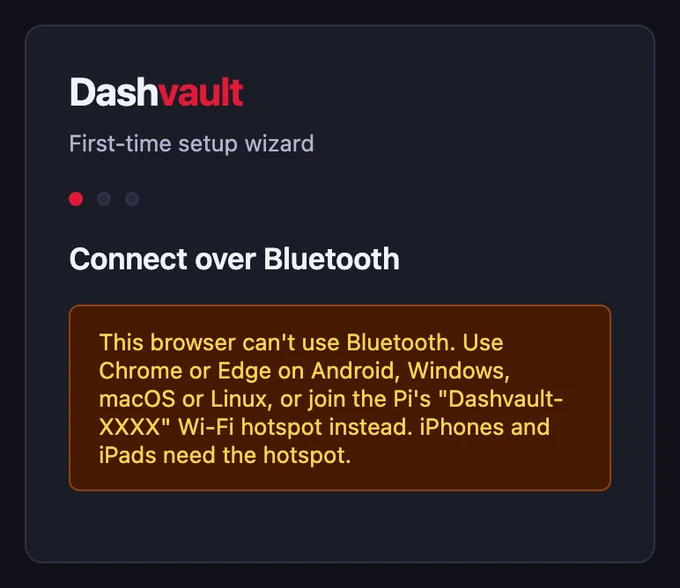 Dashvault
First-time setup wizard
Connect over Bluetooth
This browser can't use Bluetooth. Use
Chrome or Edge on Android, Windows,
macOS or Linux, or join the Pi's "Dashvault-
XXXX" Wi-Fi hotspot instead. iPhones and
iPads need the hotspot.